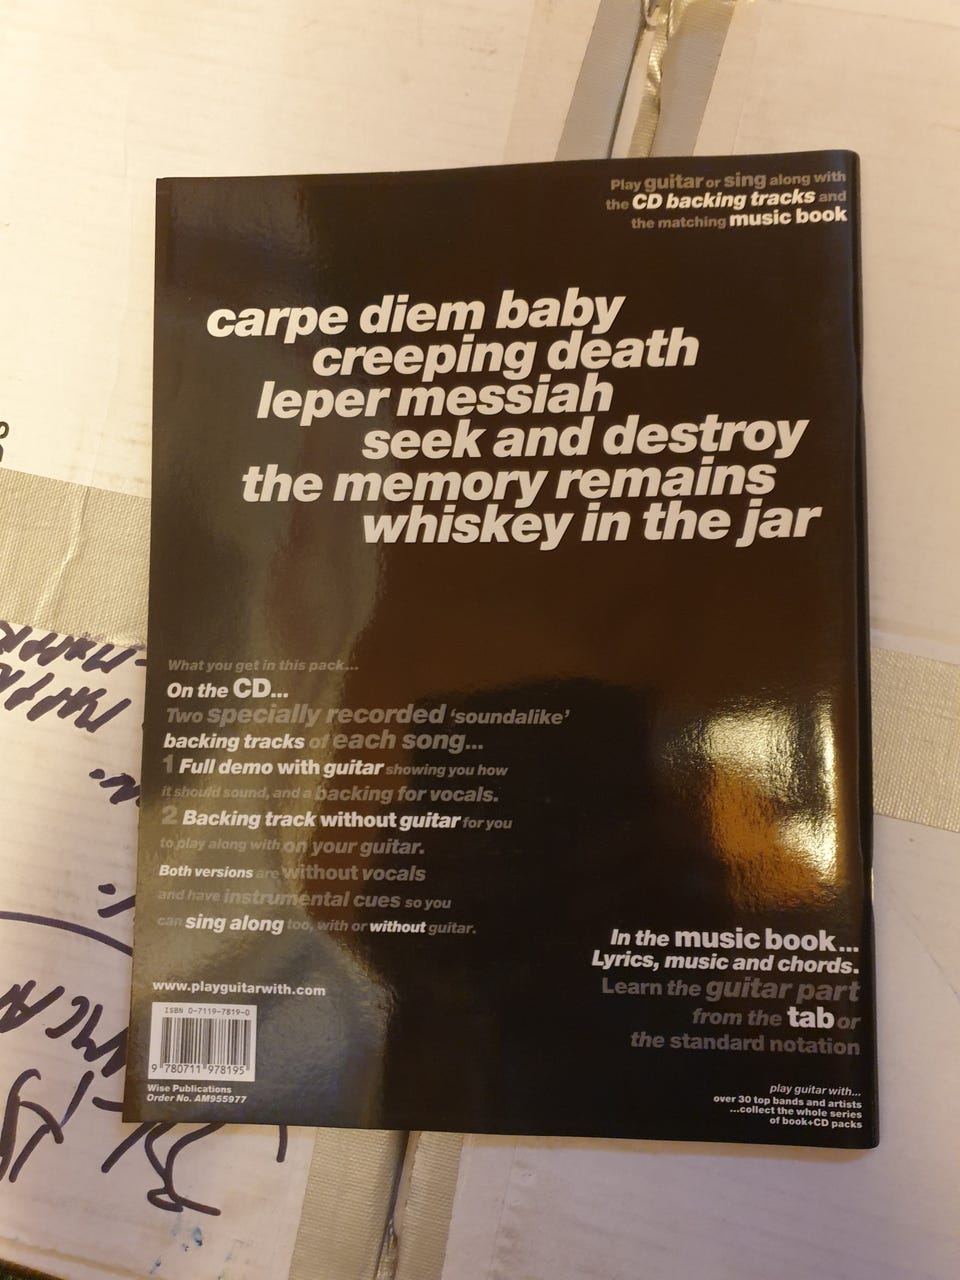 Play guitar or sing along with
the CD backing tracks and
the matching music book
carpe diem baby
creeping death
leper messiah
seek and destroy
the memory remains
whiskey in the jar
What you get in this pack...
On the CD...
Two specially recorded ‘soundalike’
backing tracks of each song...
1 Full demo with guitar showing you how
it should sound, and a backing for vocals.
2 Backing track without guitar for you
to play along with on your guitar.
Both versions are without vocals
and have instrumental cues so you
can sing along too, with or without guitar.
In the music book...
Lyrics, music and chords.
Learn the guitar part
from the tab or
the standard notation
www.playguitarwith.com
ISBN 0-7119-7819-0
9 780711 978195
Wise Publications
Order No. AM955977
play guitar with...
over 30 top bands and artists
...collect the whole series
of book+CD packs